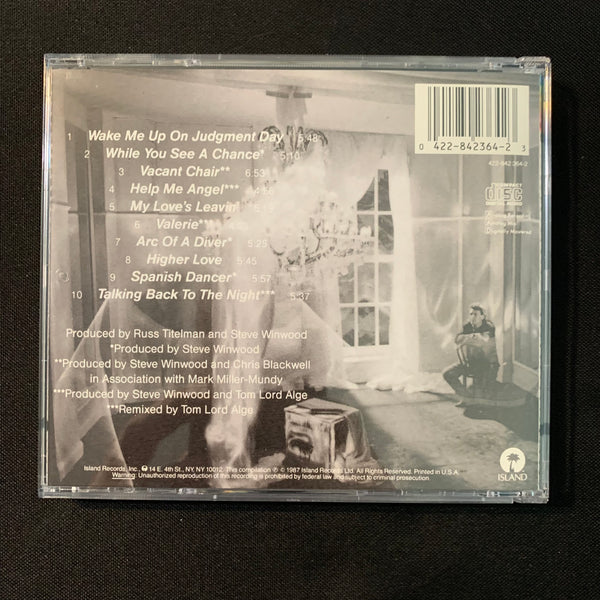 1 Wake Me Up On Judgment Day 5:48
2 While You See A Chance* 5:10
3 Vacant Chair** 6:53
4 Help Me Angel***
5 My Love's Leavin'
6 Valerie***
7 Arc Of A Diver* 5:25
8 Higher Love 5:45
9 Spanish Dancer* 5:57
10 Talking Back To The Night*** 5:37
Produced by Russ Titelman and Steve Winwood
*Produced by Steve Winwood
**Produced by Steve Winwood and Chris Blackwell
in Association with Mark Miller-Mundy
***Produced by Steve Winwood and Tom Lord Alge
***Remixed by Tom Lord Alge
0 422-842364-2 3
422-842 364-2
COMPACT
disc
DIGITAL AUDIO
Digitally Mastered
Island Records, Inc., 14 E. 4th St., NY, NY 10012. This compilation ℗ © 1987 Island Records Ltd. All Rights Reserved. Printed in U.S.A.
Warning: Unauthorized reproduction of this recording is prohibited by federal law and subject to criminal prosecution.
ISLAND